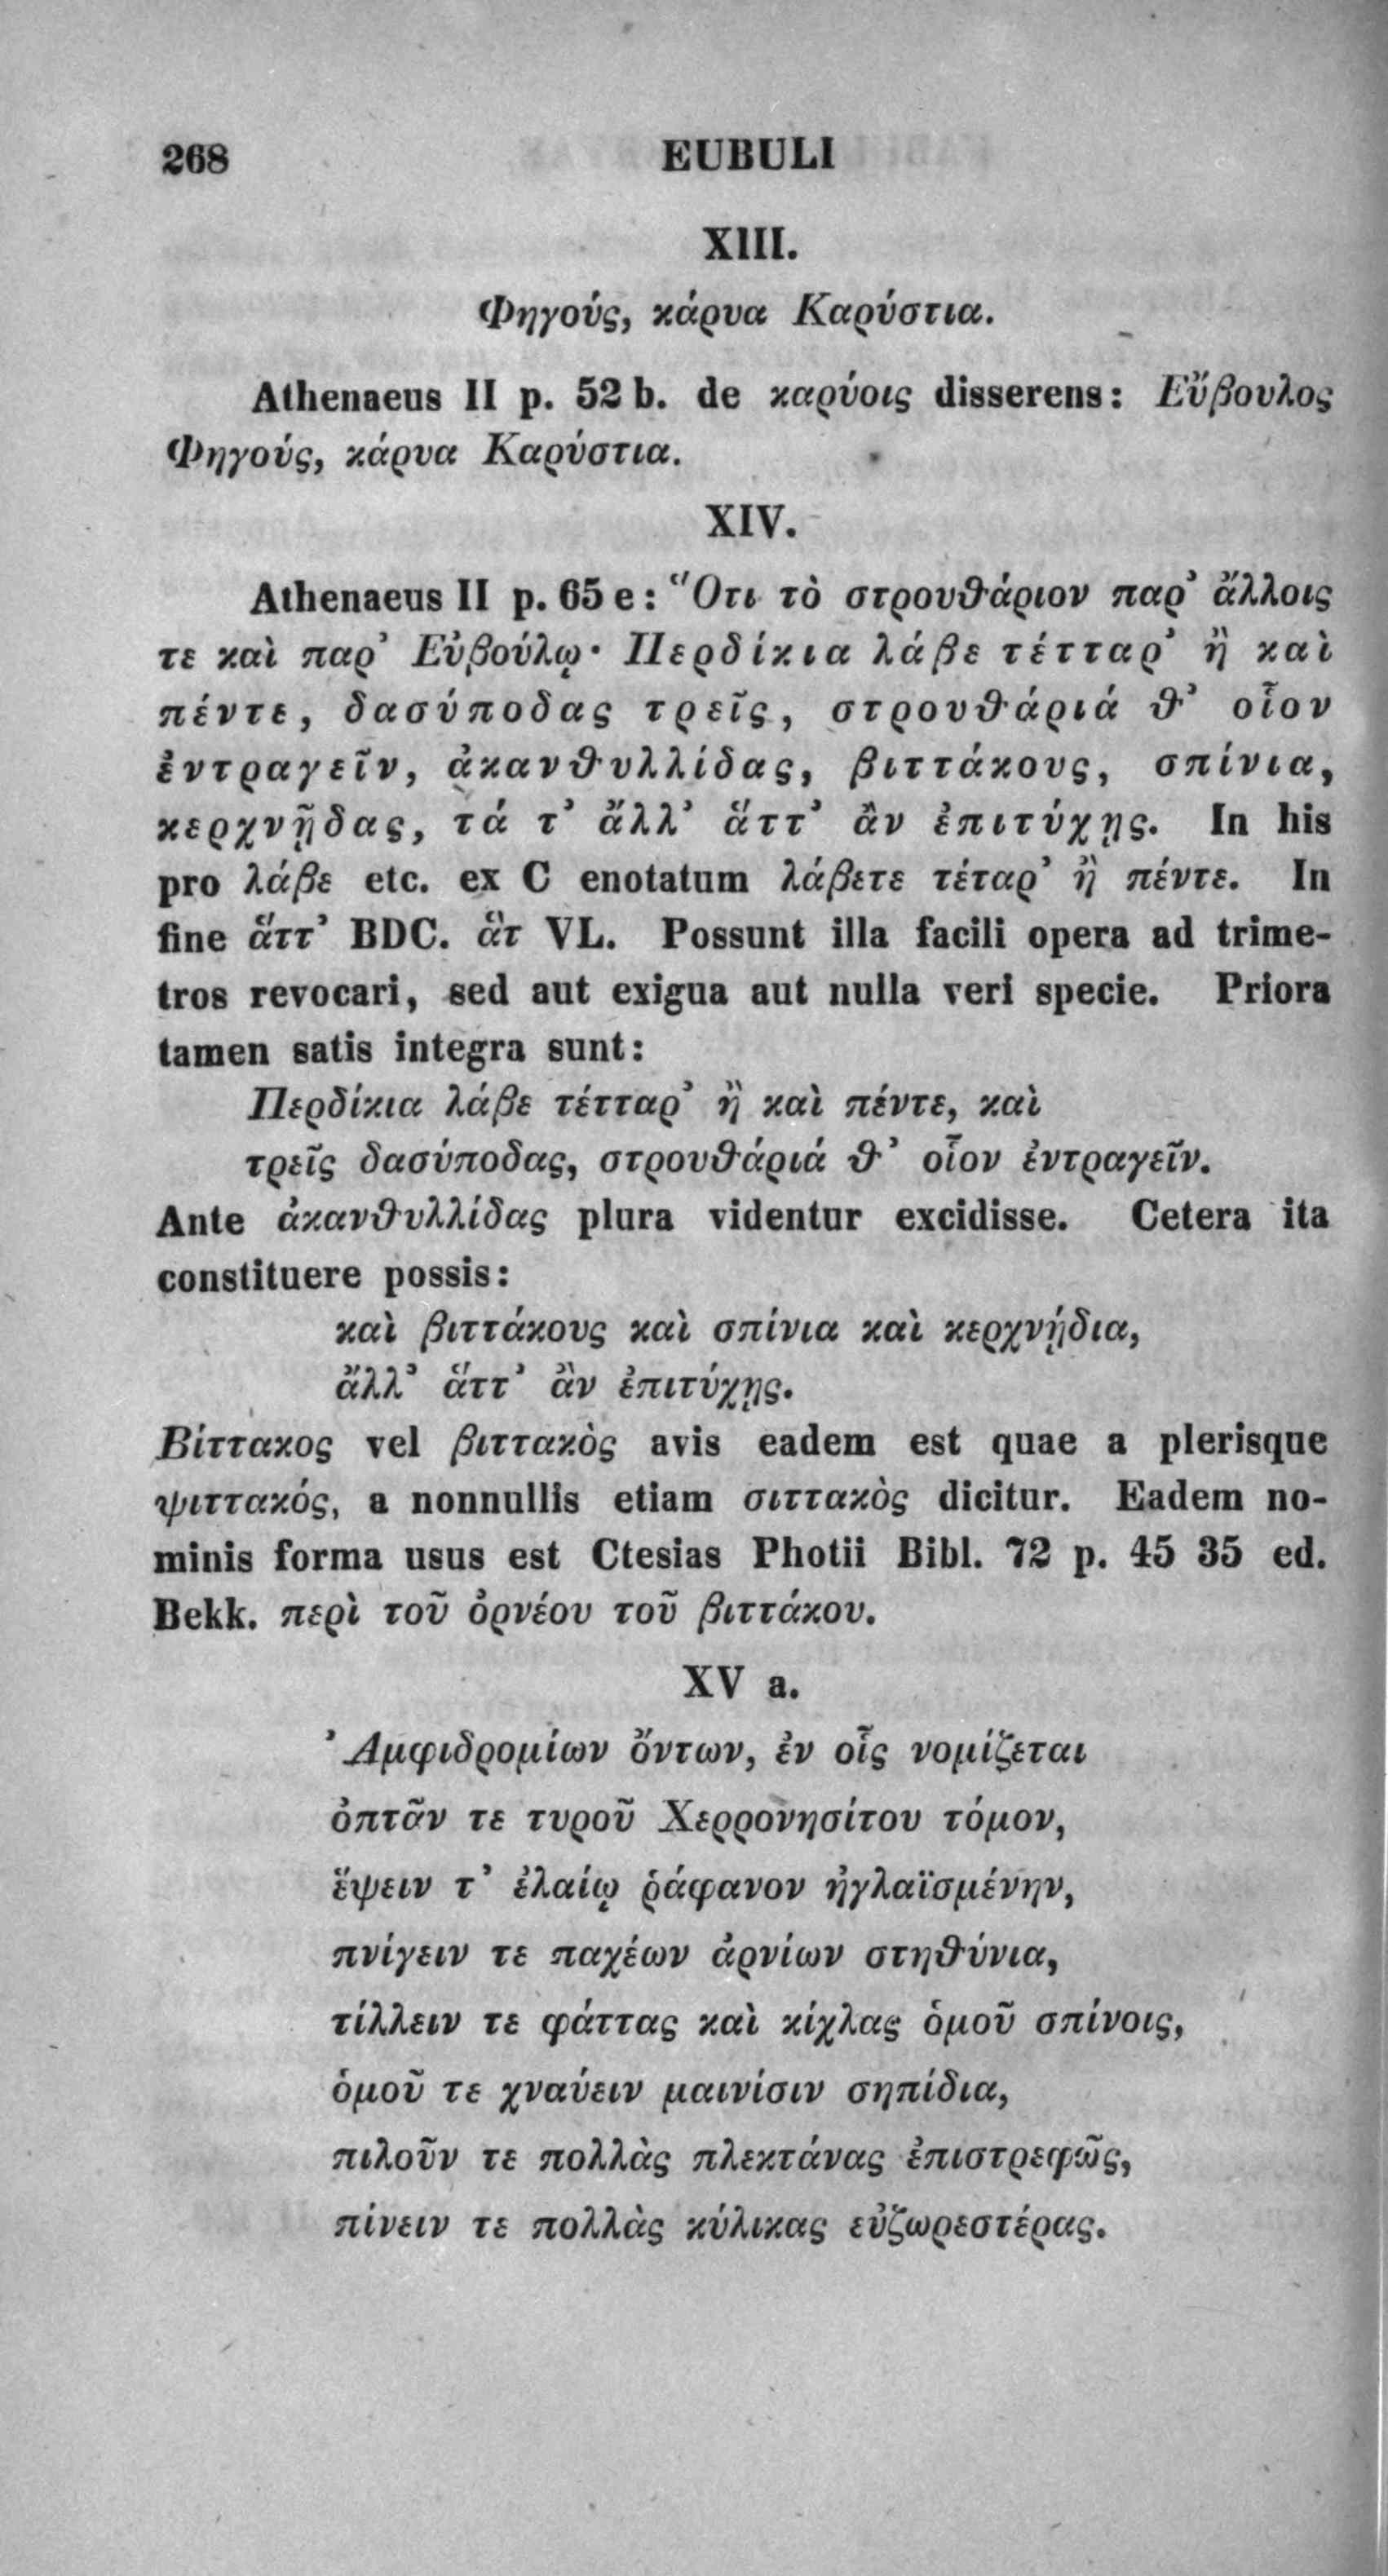 268 EUBULI
XIII.
Φηγούς, κάρυα Καρύστια.
Athenaeus II p. 52 b. de καρύοις disserens: Εὔβουλος
Φηγούς, κάρυα Καρύστια.
XIV.
Athenaeus II p. 65 e: "Ὅτι τὸ στρουθάριον παρ' ἄλλοις
τε καὶ παρ' Εὐβούλῳ· Περδίκια λάβε τέτταρ' ἢ καὶ
πέντε, δασύποδας τρεῖς, στρουθάριά θ' οἷον
ἐντραγεῖν, ἀκανθυλλίδας, βιττάκους, σπίνια,
κερχνῇδας, τά τ' ἄλλ' ἅττ' ἂν ἐπιτύχῃς. In his
pro λάβε etc. ex C enotatum λάβετε τέταρ' ἢ πέντε. In
fine ἅττ' BDC. ἃτ VL. Possunt illa facili opera ad trime-
tros revocari, sed aut exigua aut nulla veri specie. Priora
tamen satis integra sunt:
Περδίκια λάβε τέτταρ' ἢ καὶ πέντε, καὶ
τρεῖς δασύποδας, στρουθάριά θ' οἷον ἐντραγεῖν.
Ante ἀκανθυλλίδας plura videntur excidisse. Cetera ita
constituere possis:
καὶ βιττάκους καὶ σπίνια καὶ κερχνῄδια,
ἄλλ' ἅττ' ἂν ἐπιτύχῃς.
Βίττακος vel βιττακὸς avis eadem est quae a plerisque
ψιττακός, a nonnullis etiam σιττακὸς dicitur. Eadem no-
minis forma usus est Ctesias Photii Bibl. 72 p. 45 35 ed.
Bekk. περὶ τοῦ ὀρνέου τοῦ βιττάκου.
XV a.
Ἀμφιδρομίων ὄντων, ἐν οἷς νομίζεται
ὀπτᾶν τε τυροῦ Χερρονησίτου τόμον,
ἕψειν τ' ἐλαίῳ ῥάφανον ἠγλαϊσμένην,
πνίγειν τε παχέων ἀρνίων στηθύνια,
τίλλειν τε φάττας καὶ κίχλας ὁμοῦ σπίνοις,
ὁμοῦ τε χναύειν μαινίσιν σηπίδια,
πιλοῦν τε πολλὰς πλεκτάνας ἐπιστρεφῶς,
πίνειν τε πολλὰς κύλικας εὐζωρεστέρας.